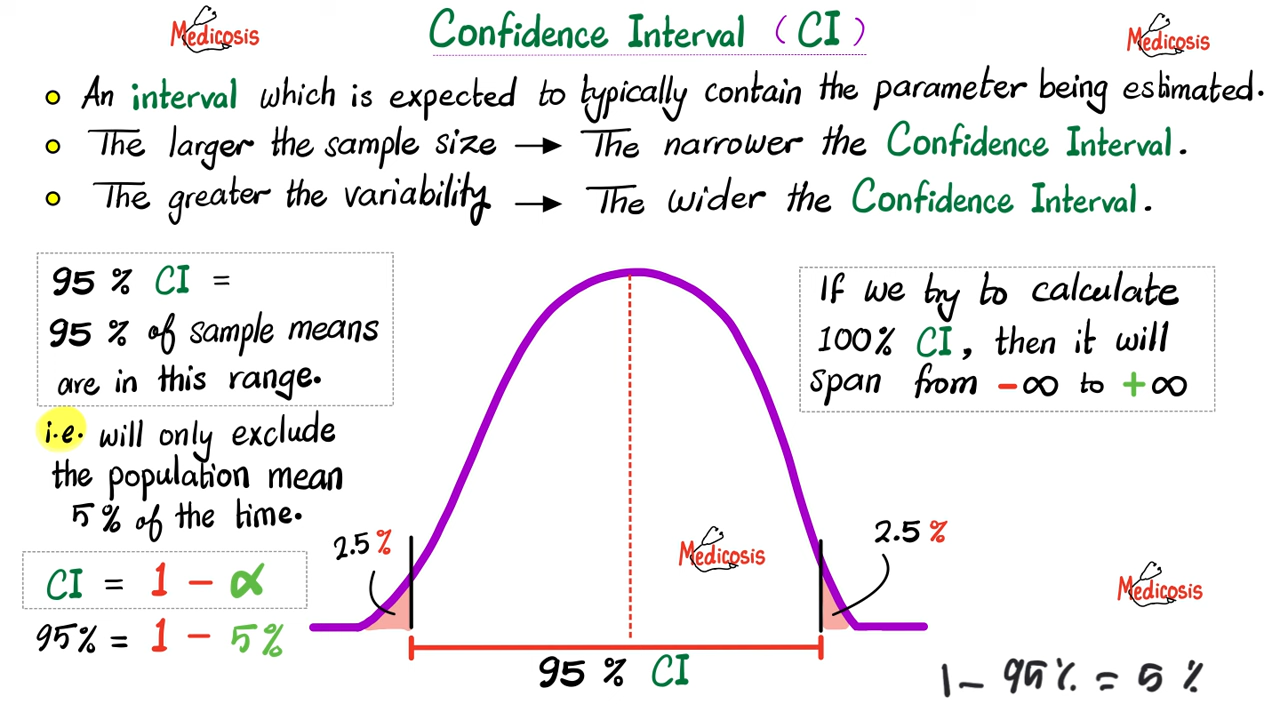 Medicosis
Confidence Interval (CI)
Medicosis
An interval which is expected to typically contain the parameter being estimated.
The larger the sample size → The narrower the Confidence Interval.
The greater the variability → The wider the Confidence Interval.
95 % CI =
95 % of sample means
are in this range.
i.e. will only exclude
the population mean
5 % of the time.
CI = 1 - α
95% = 1 - 5%
2.5 %
95 % CI
2.5 %
Medicosis
If we try to calculate
100% CI, then it will
span from -∞ to +∞
Medicosis
1 - 95% = 5 %